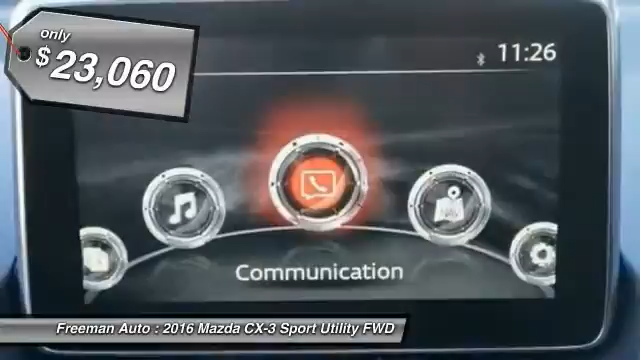 only
$23,060
11:26
Communication
Freeman Auto : 2016 Mazda CX-3 Sport Utility FWD